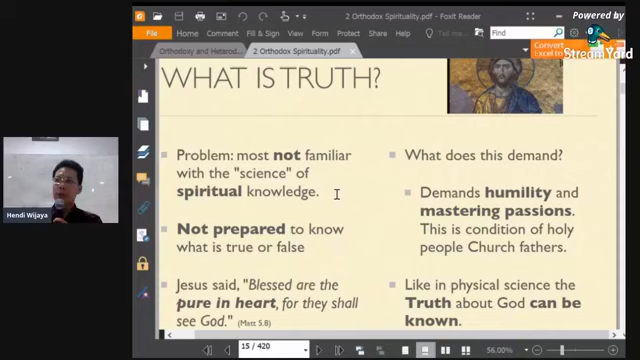 Powered by
StreamYard
2 Orthodox Spirituality.pdf - Foxit Reader
File
Home
Comment
Fill & Sign
View
Protect
Share
Help
Tell me
Find
Orthodoxy and Heterod...
2 Orthodox Spirituality.pdf
Convert
Excel to
WHAT IS TRUTH?
Problem: most not familiar
with the "science" of
spiritual knowledge.
Not prepared to know
what is true or false
Jesus said, "Blessed are the
pure in heart, for they shall
see God." (Matt 5.8)
What does this demand?
Demands humility and
mastering passions.
This is condition of holy
people Church fathers.
Like in physical science the
Truth about God can be
known.
Hendi Wijaya
15 / 420
56.00%